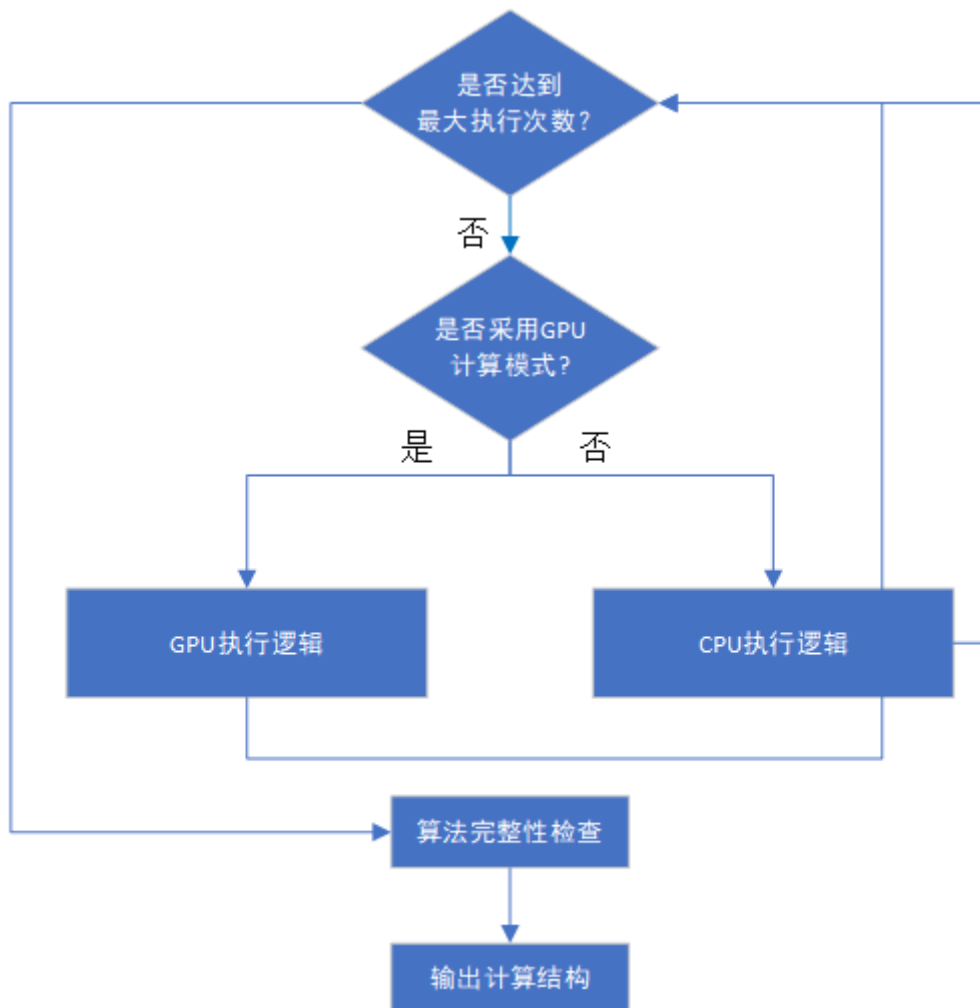 是否达到
最大执行次数?
否
是否采用GPU
计算模式?
是
否
GPU执行逻辑
CPU执行逻辑
算法完整性检查
输出计算结构